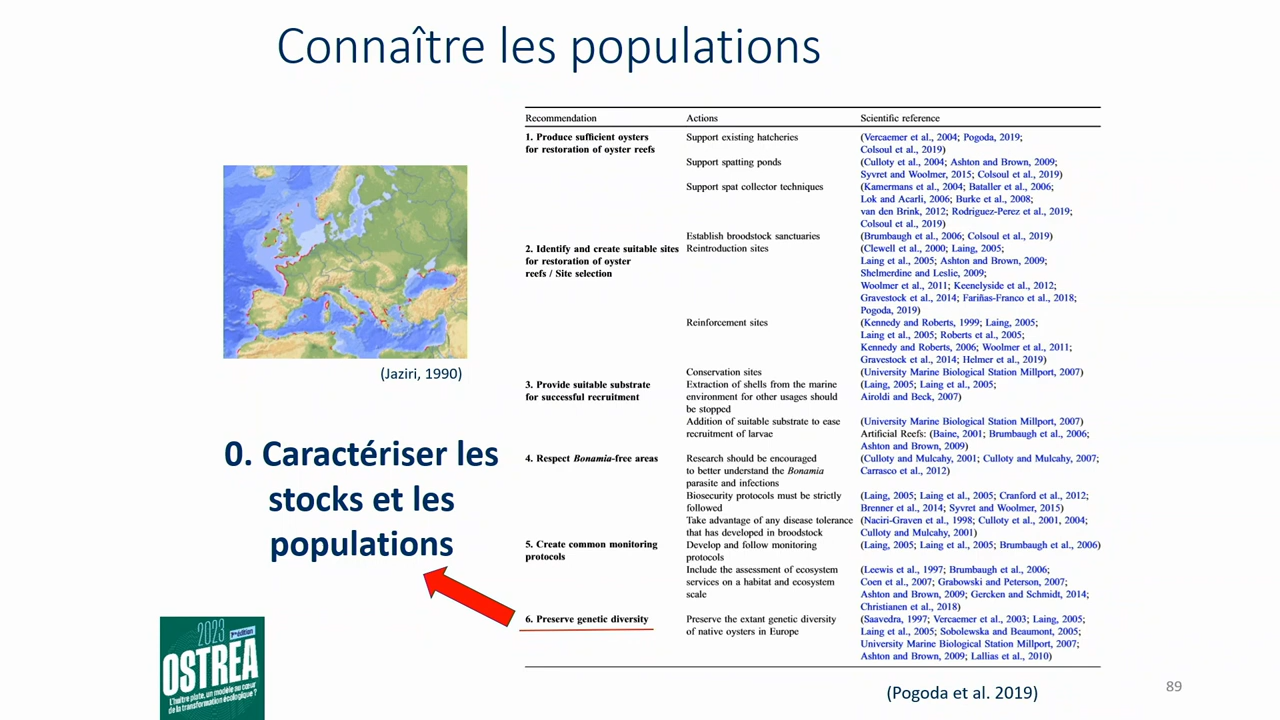 Connaître les populations
Recommendation Actions Scientific reference
1. Produce sufficient oysters Support existing hatcheries (Vercaemer et al., 2004; Pogoda, 2019;
for restoration of oyster reefs Colsoul et al., 2019)
Support spatting ponds (Culloty et al., 2004; Ashton and Brown, 2009;
Syvret and Woolmer, 2015; Colsoul et al., 2019)
Support spat collector techniques (Kamermans et al., 2004; Bataller et al., 2006;
Lok and Acarli, 2006; Burke et al., 2008;
van den Brink, 2012; Rodriguez-Perez et al., 2019;
Colsoul et al., 2019)
Establish broodstock sanctuaries (Brumbaugh et al., 2006; Colsoul et al., 2019)
2. Identify and create suitable sites Reintroduction sites (Clewell et al., 2000; Laing, 2005;
for restoration of oyster Laing et al., 2005; Ashton and Brown, 2009;
reefs / Site selection Shelmerdine and Leslie, 2009;
Woolmer et al., 2011; Keenelyside et al., 2012;
Gravestock et al., 2014; Fariñas-Franco et al., 2018;
Pogoda, 2019)
Reinforcement sites (Kennedy and Roberts, 1999; Laing, 2005;
Laing et al., 2005; Roberts et al., 2005;
Kennedy and Roberts, 2006; Woolmer et al., 2011;
Gravestock et al., 2014; Helmer et al., 2019)
Conservation sites (University Marine Biological Station Millport, 2007)
3. Provide suitable substrate Extraction of shells from the marine (Laing, 2005; Laing et al., 2005;
for successful recruitment environment for other usages should Airoldi and Beck, 2007)
be stopped
Addition of suitable substrate to ease (University Marine Biological Station Millport, 2007)
recruitment of larvae Artificial Reefs: (Baine, 2001; Brumbaugh et al., 2006;
Ashton and Brown, 2009)
4. Respect Bonamia-free areas Research should be encouraged (Culloty and Mulcahy, 2001; Culloty and Mulcahy, 2007;
to better understand the Bonamia Carrasco et al., 2012)
parasite and infections
Biosecurity protocols must be strictly (Laing, 2005; Laing et al., 2005; Cranford et al., 2012;
followed Brenner et al., 2014; Syvret and Woolmer, 2015)
Take advantage of any disease tolerance (Naciri-Graven et al., 1998; Culloty et al., 2001, 2004;
that has developed in broodstock Culloty and Mulcahy, 2001)
5. Create common monitoring Develop and follow monitoring (Laing, 2005; Laing et al., 2005; Brumbaugh et al., 2006)
protocols protocols
Include the assessment of ecosystem (Leewis et al., 1997; Brumbaugh et al., 2006;
services on a habitat and ecosystem Coen et al., 2007; Grabowski and Peterson, 2007;
scale Ashton and Brown, 2009; Gercken and Schmidt, 2014;
Christianen et al., 2018)
6. Preserve genetic diversity Preserve the extant genetic diversity (Saavedra, 1997; Vercaemer et al., 2003; Laing, 2005;
of native oysters in Europe Laing et al., 2005; Sobolewska and Beaumont, 2005;
University Marine Biological Station Millport, 2007;
Ashton and Brown, 2009; Lallias et al., 2010)
(Jaziri, 1990)
0. Caractériser les
stocks et les
populations
2023
OSTREA
L'huître plate, un modèle au cœur
de la transformation écologique ?
(Pogoda et al. 2019)
89